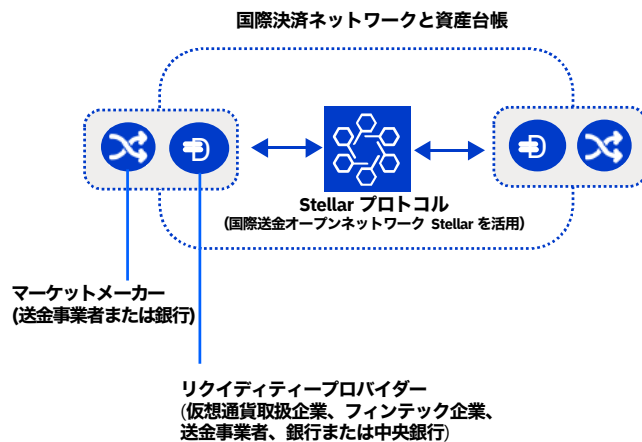 国際決済ネットワークと資産台帳
Stellar プロトコル
(国際送金オープンネットワーク Stellar を活用)
マーケットメーカー
(送金事業者または銀行)
リクイディティープロバイダー
(仮想通貨取扱企業、フィンテック企業、
送金事業者、銀行または中央銀行)